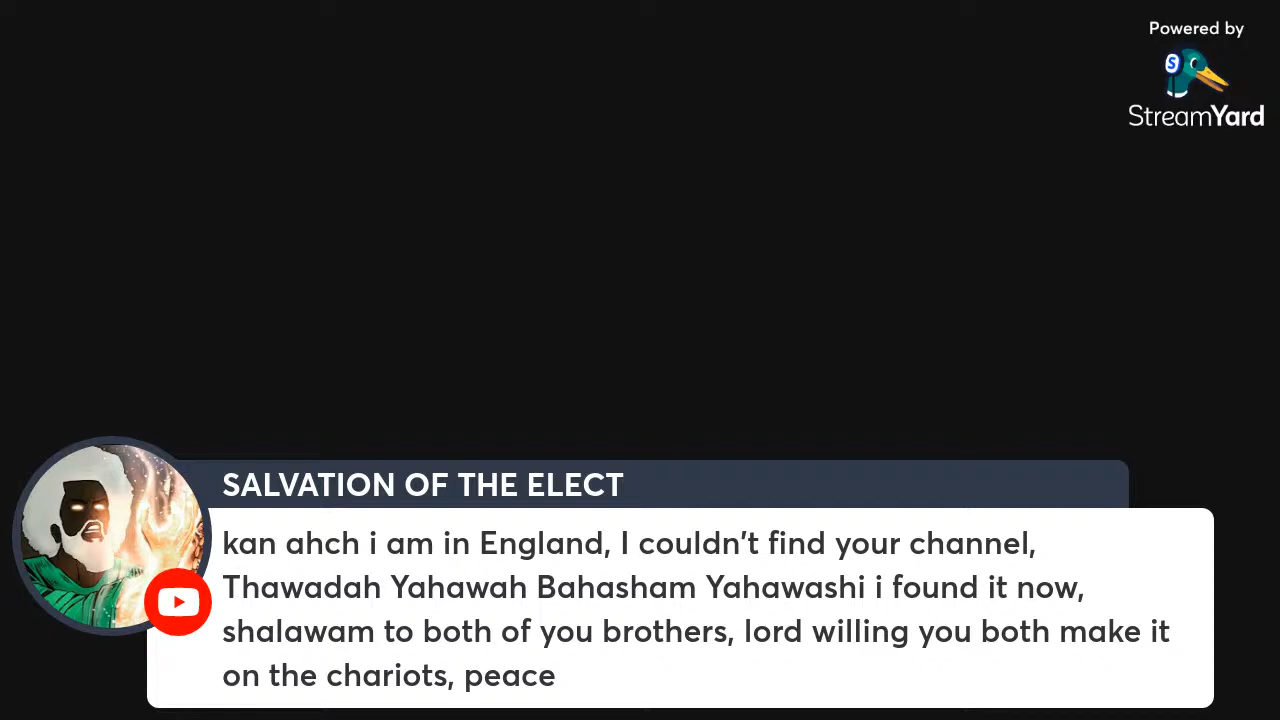 Powered by
S
StreamYard
SALVATION OF THE ELECT
kan ahch i am in England, I couldn't find your channel,
Thawadah Yahawah Bahasham Yahawashi i found it now,
shalawam to both of you brothers, lord willing you both make it
on the chariots, peace